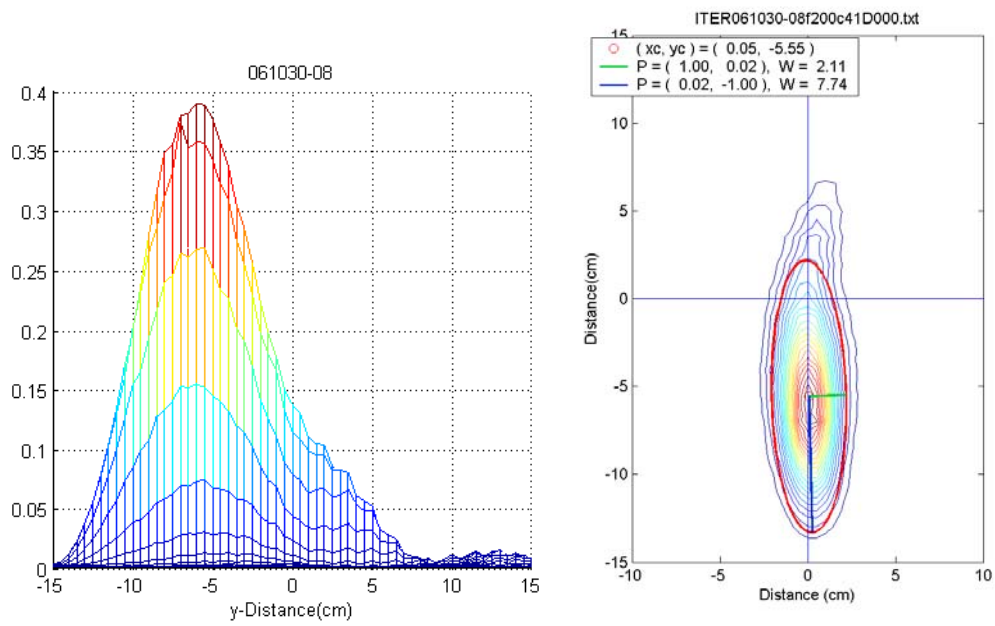 061030-08
0.4
0.35
0.3
0.25
0.2
0.15
0.1
0.05
0
-15 -10 -5 0 5 10 15
y-Distance(cm)
ITER061030-08f200c41D000.txt
( xc, yc ) = ( 0.05, -5.55 )
P = ( 1.00, 0.02 ), W = 2.11
P = ( 0.02, -1.00 ), W = 7.74
15
10
5
0
-5
-10
-15
Distance(cm)
-10 -5 0 5 10
Distance (cm)